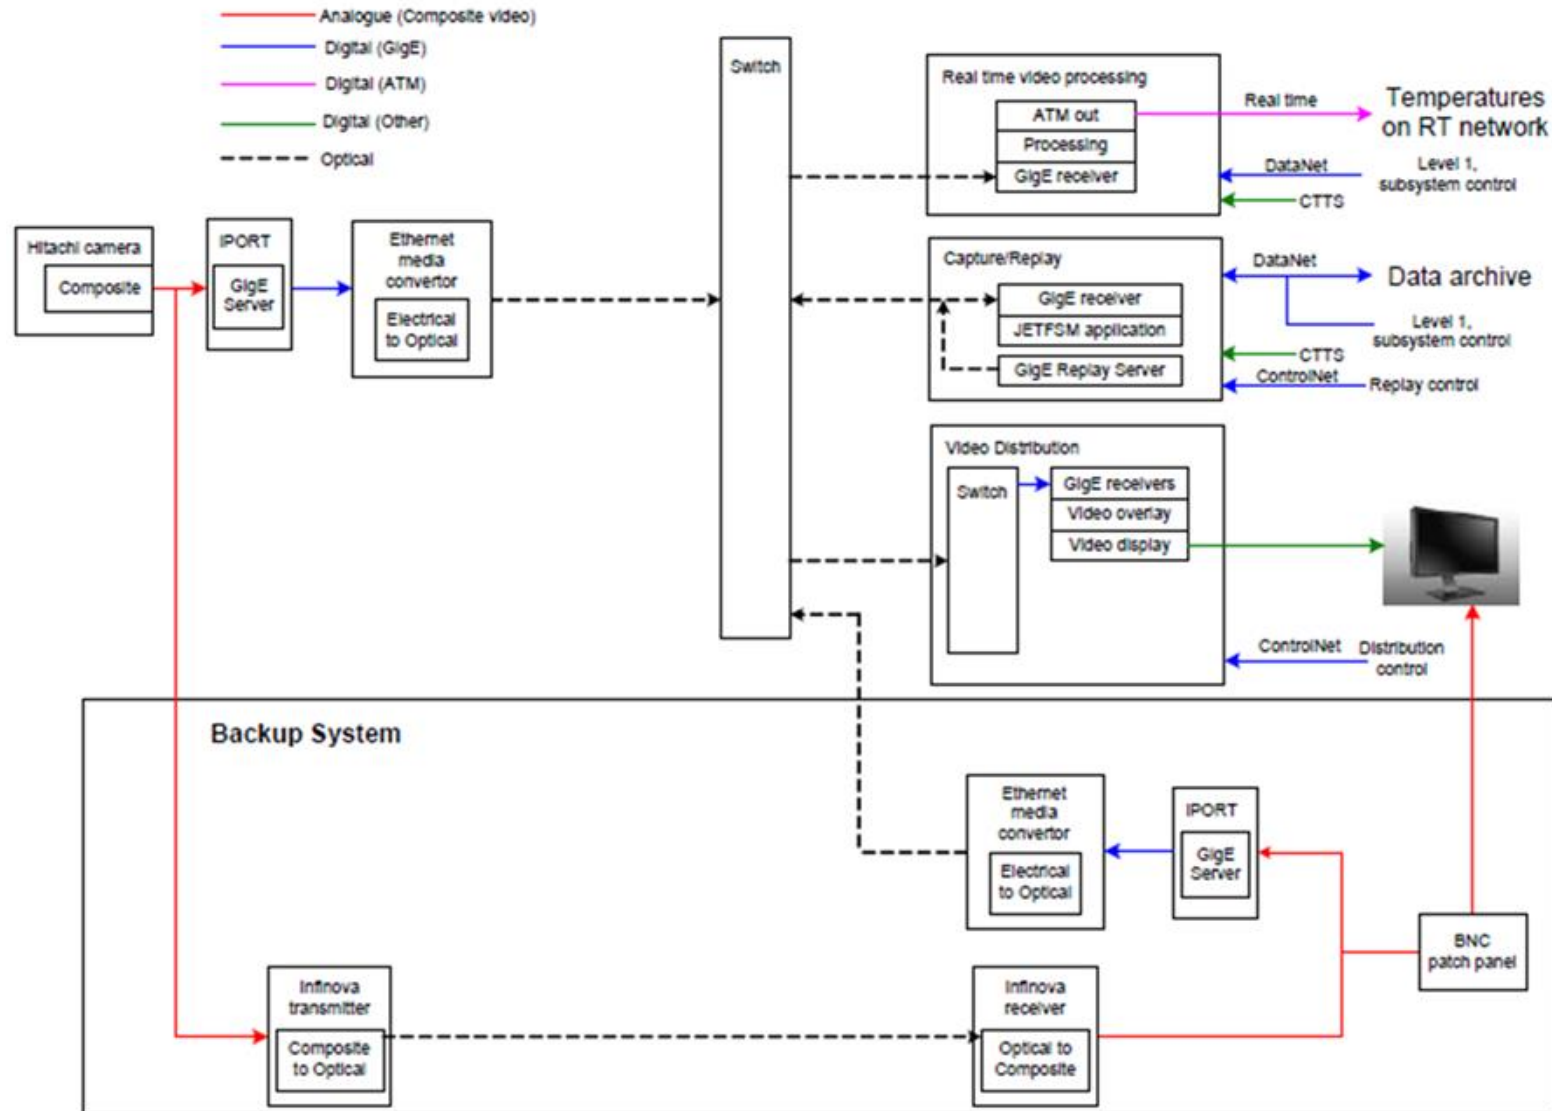 Analogue (Composite video)
Digital (GigE)
Digital (ATM)
Digital (Other)
Optical
Hitachi camera
Composite
IPORT
GigE
Server
Ethernet
media
convertor
Electrical
to Optical
Switch
Real time video processing
ATM out
Processing
GigE receiver
Real time
Temperatures
on RT network
DataNet
Level 1,
subsystem control
CTTS
Capture/Replay
GigE receiver
JETFSM application
GigE Replay Server
DataNet
Data archive
Level 1,
subsystem control
CTTS
ControlNet
Replay control
Video Distribution
Switch
GigE receivers
Video overlay
Video display
ControlNet
Distribution
control
Backup System
Ethernet
media
convertor
Electrical
to Optical
IPORT
GigE
Server
BNC
patch panel
Infinova
transmitter
Composite
to Optical
Infinova
receiver
Optical to
Composite